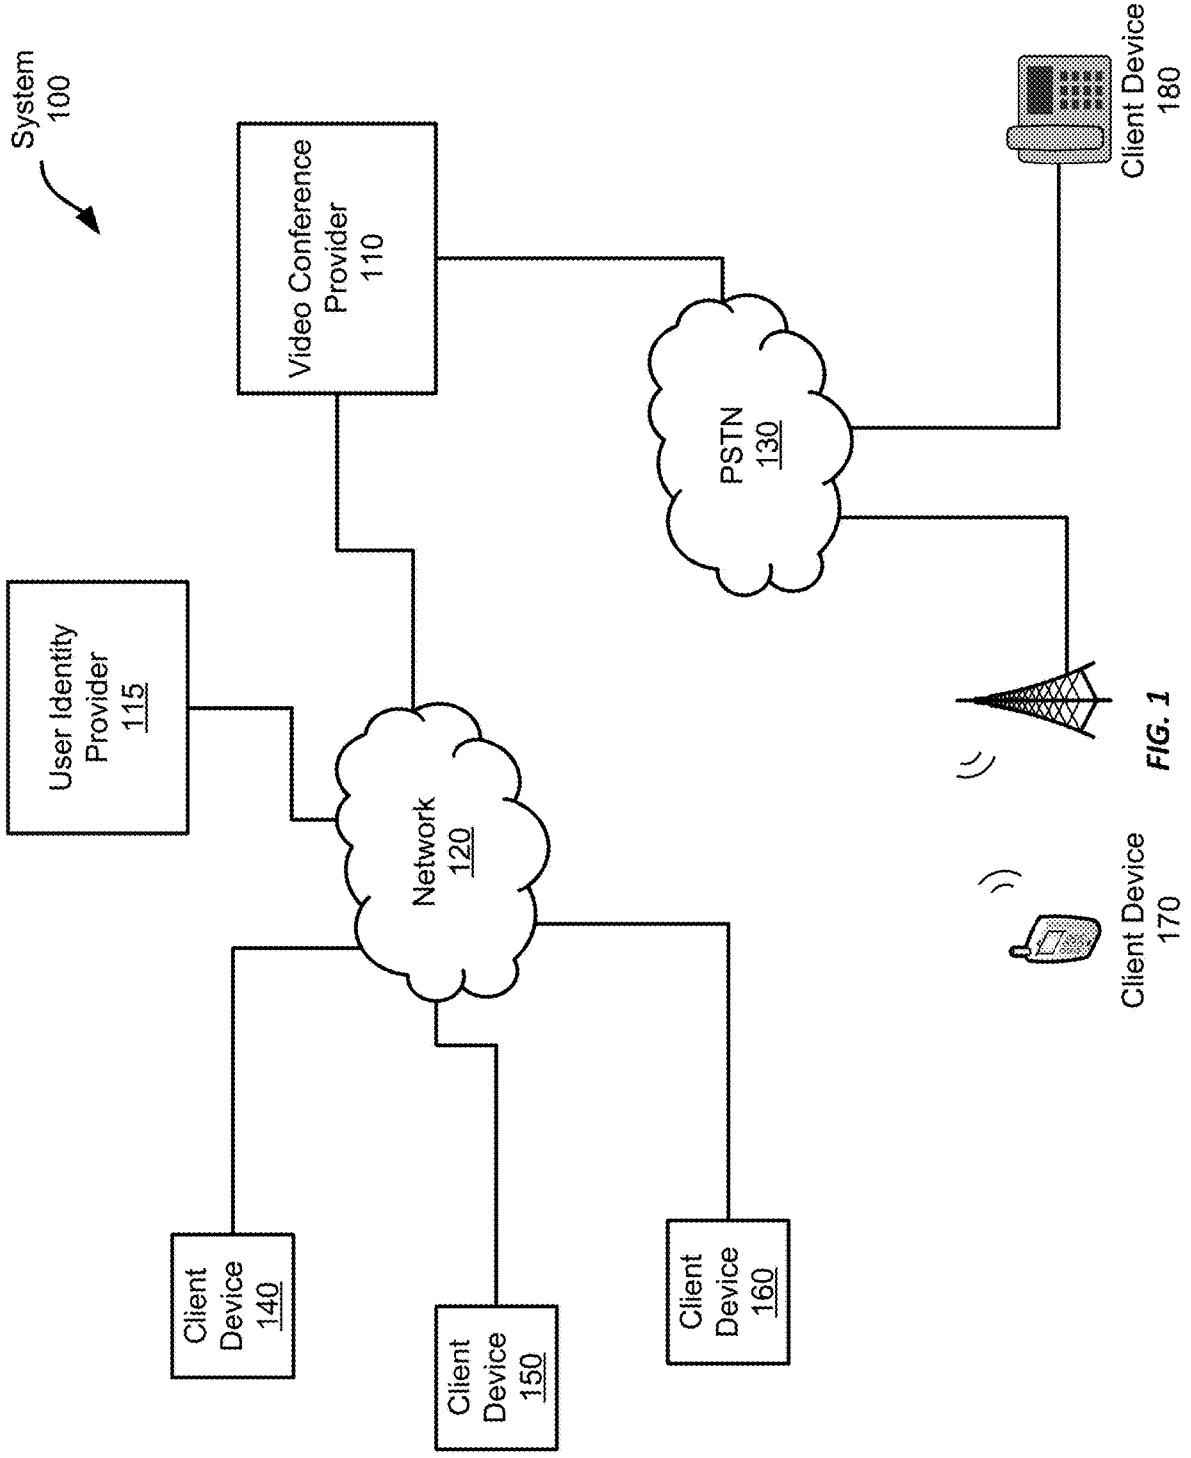 System
100
User Identity
Provider
115
Video Conference
Provider
110
Client
Device
140
Network
120
Client
Device
150
PSTN
130
Client
Device
160
Client Device
170
Client Device
180
FIG. 1